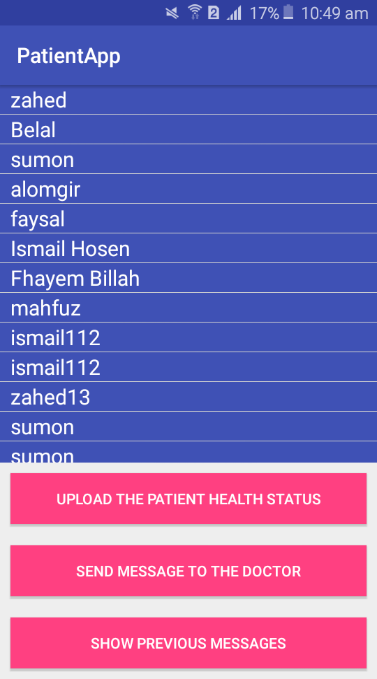 2 17% 10:49 am
PatientApp
zahed
Belal
sumon
alomgir
faysal
Ismail Hosen
Fhayem Billah
mahfuz
ismail112
ismail112
zahed13
sumon
sumon
UPLOAD THE PATIENT HEALTH STATUS
SEND MESSAGE TO THE DOCTOR
SHOW PREVIOUS MESSAGES